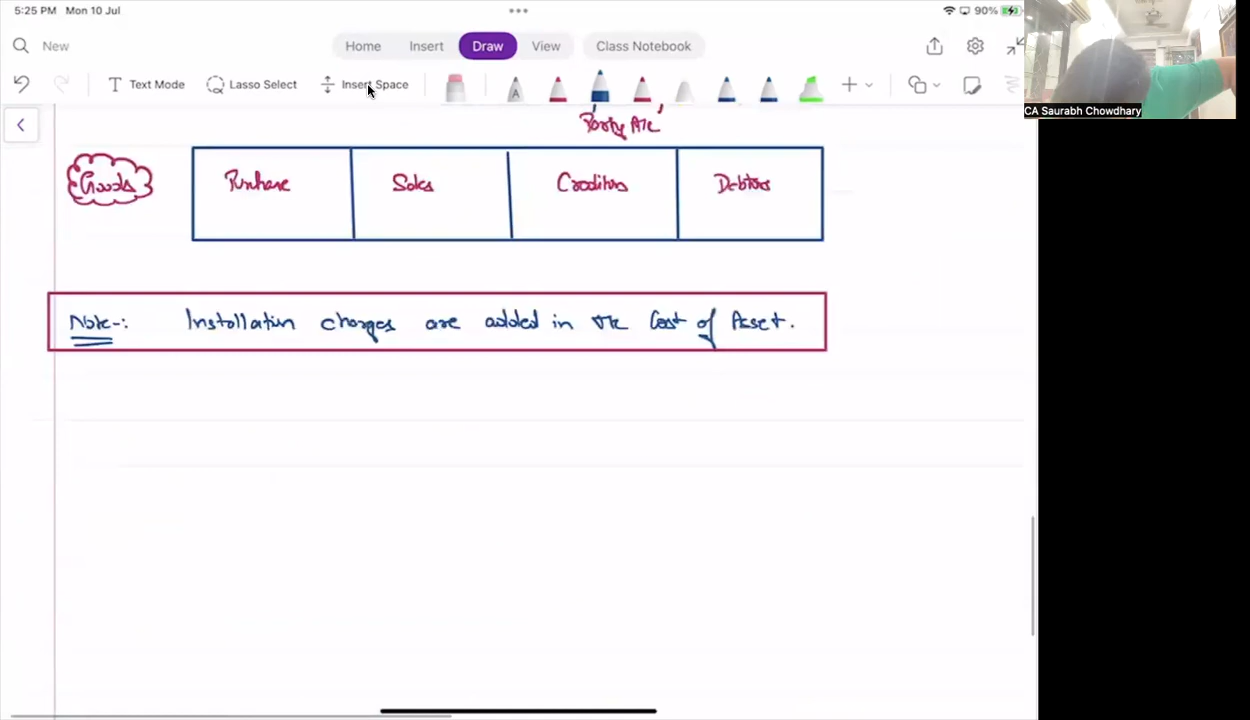 5:25 PM Mon 10 Jul
90%
New
Home Insert Draw View Class Notebook
Text Mode Lasso Select Insert Space
A
CA Saurabh Chowdhary
Party A/c
Goods Purchase Sales Creditors Debtors
Note-: Installation charges are added in the Cost of Asset.